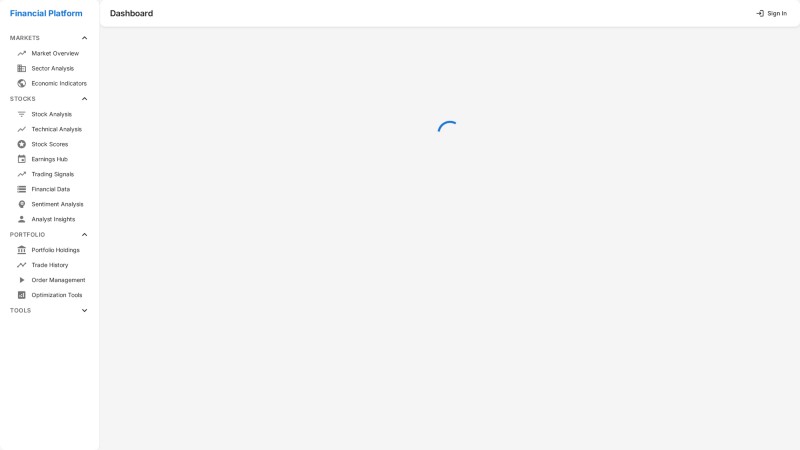 Financial Platform
Dashboard
Sign In
MARKETS
Market Overview
Sector Analysis
Economic Indicators
STOCKS
Stock Analysis
Technical Analysis
Stock Scores
Earnings Hub
Trading Signals
Financial Data
Sentiment Analysis
Analyst Insights
PORTFOLIO
Portfolio Holdings
Trade History
Order Management
Optimization Tools
TOOLS